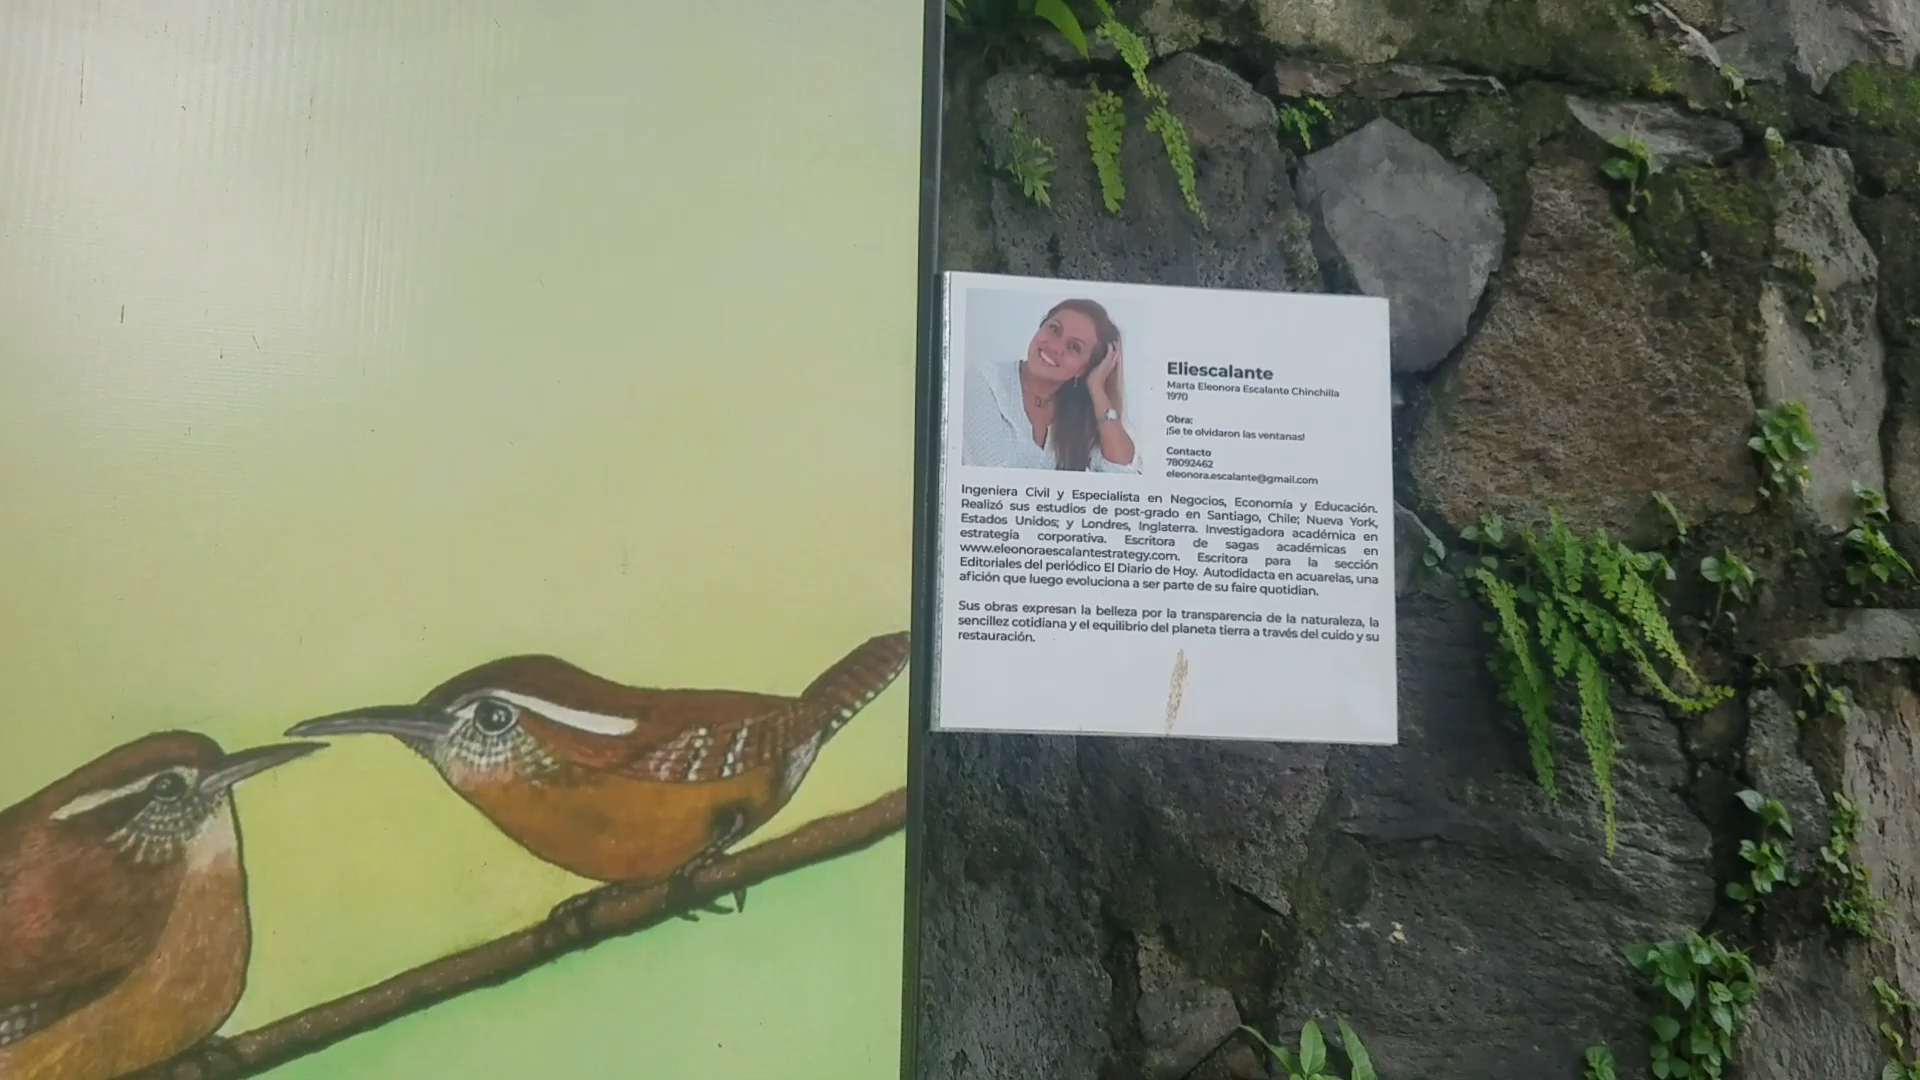 Eliescalante
Marta Eleonora Escalante Chinchilla
1970
Obra:
¡Se te olvidaron las ventanas!
Contacto
78092462
eleonora.escalante@gmail.com
Ingeniera Civil y Especialista en Negocios, Economía y Educación.
Realizó sus estudios de post-grado en Santiago, Chile; Nueva York,
Estados Unidos; y Londres, Inglaterra. Investigadora académica en
estrategia corporativa. Escritora de sagas académicas en
www.eleonoraescalantestrategy.com. Escritora para la sección
Editoriales del periódico El Diario de Hoy. Autodidacta en acuarelas, una
afición que luego evoluciona a ser parte de su faire quotidian.
Sus obras expresan la belleza por la transparencia de la naturaleza, la
sencillez cotidiana y el equilibrio del planeta tierra a través del cuido y su
restauración.